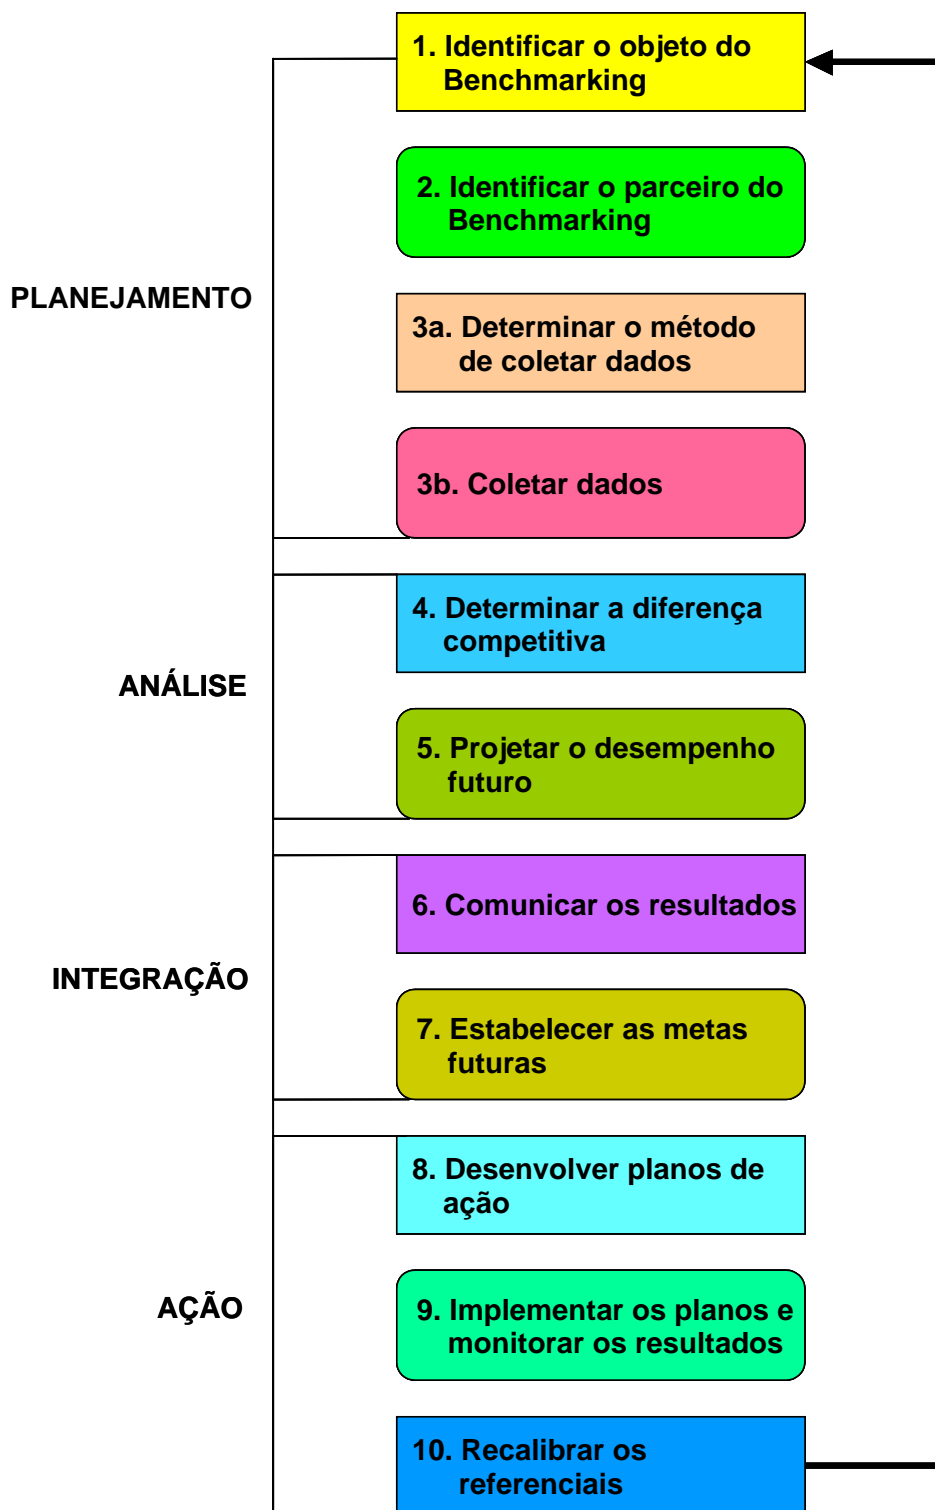 1. Identificar o objeto do
Benchmarking
2. Identificar o parceiro do
Benchmarking
PLANEJAMENTO
3a. Determinar o método
de coletar dados
3b. Coletar dados
4. Determinar a diferença
competitiva
ANÁLISE
5. Projetar o desempenho
futuro
6. Comunicar os resultados
INTEGRAÇÃO
7. Estabelecer as metas
futuras
8. Desenvolver planos de
ação
AÇÃO
9. Implementar os planos e
monitorar os resultados
10. Recalibrar os
referenciais